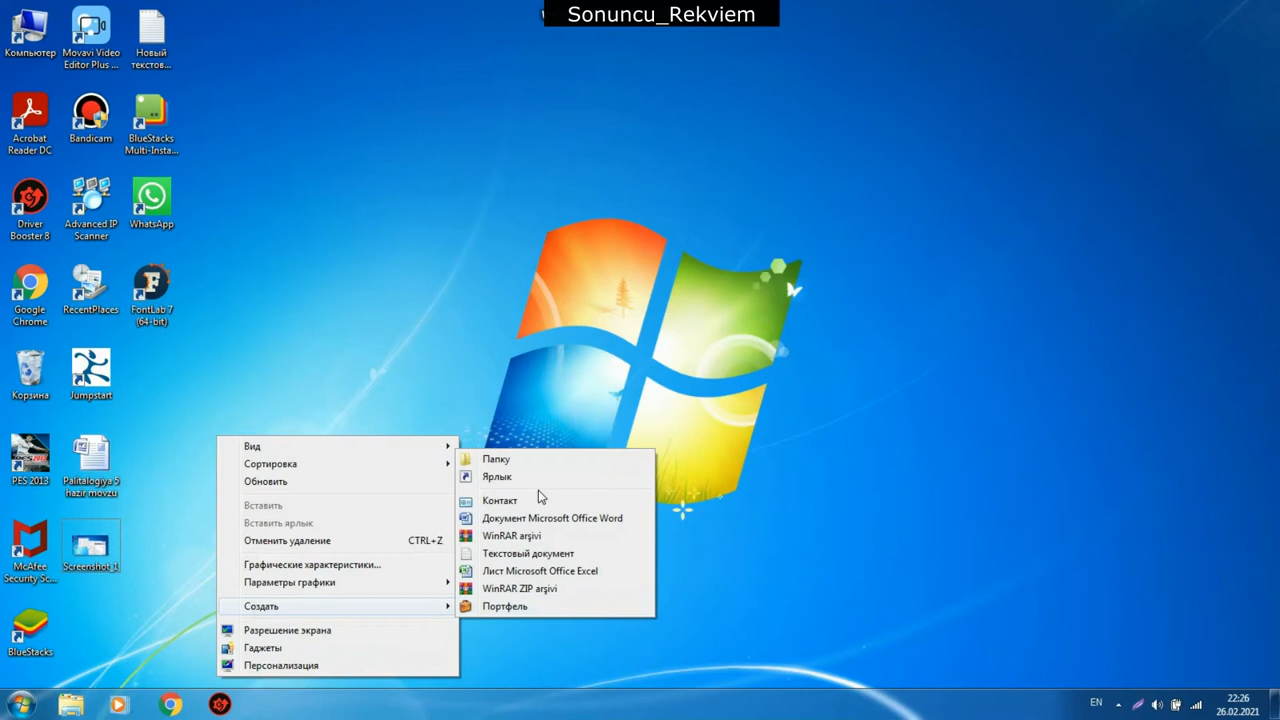 Sonuncu_Rekviem
Компьютер
Movavi Video
Editor Plus ...
Новый
текстов...
Acrobat
Reader DC
Bandicam
BlueStacks
Multi-Insta...
Driver
Booster 8
Advanced IP
Scanner
WhatsApp
Google
Chrome
RecentPlaces
FontLab 7
(64-bit)
Корзина
Jumpstart
PES 2013
Palitalogiya 5
hazir movzu
McAfee
Security Sc...
Screenshot_1
BlueStacks
Вид
Сортировка
Обновить
Вставить
Вставить ярлык
Отменить удаление CTRL+Z
Графические характеристики...
Параметры графики
Создать
Разрешение экрана
Гаджеты
Персонализация
Папку
Ярлык
Контакт
Документ Microsoft Office Word
WinRAR arşivi
Текстовый документ
Лист Microsoft Office Excel
WinRAR ZIP arşivi
Портфель
EN
22:26
26.02.2021